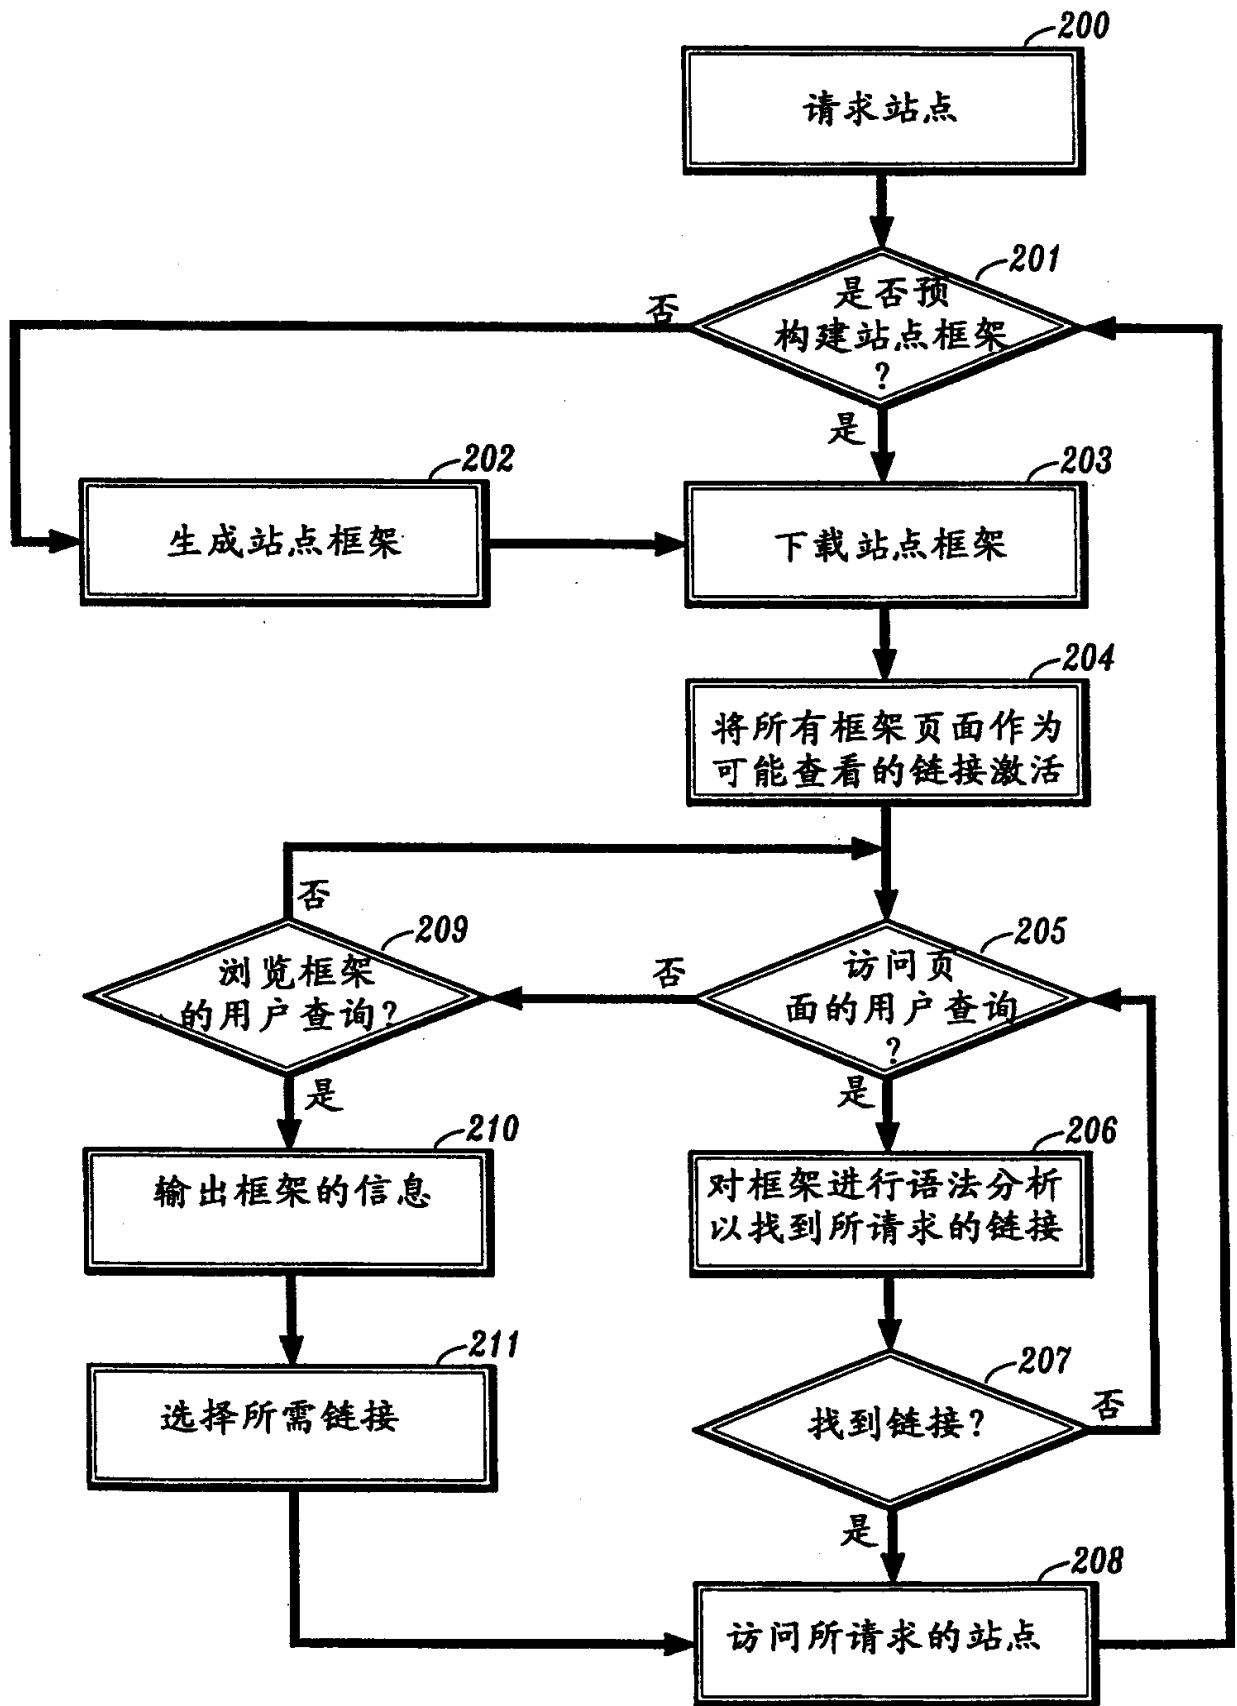 200
请求站点
201
是否预
构建站点框架
?
否
是
202
生成站点框架
203
下载站点框架
204
将所有框架页面作为
可能查看的链接激活
否
209
浏览框架
的用户查询?
否
205
访问页
面的用户查询
?
是
是
210
输出框架的信息
206
对框架进行语法分析
以找到所请求的链接
211
选择所需链接
207
找到链接?
否
是
208
访问所请求的站点